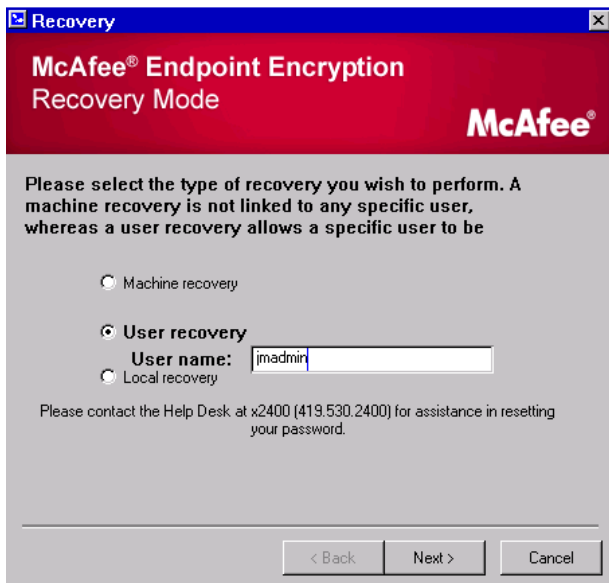 Recovery
McAfee® Endpoint Encryption
Recovery Mode
McAfee®
Please select the type of recovery you wish to perform. A
machine recovery is not linked to any specific user,
whereas a user recovery allows a specific user to be
Machine recovery
User recovery
User name: jmadmin
Local recovery
Please contact the Help Desk at x2400 (419.530.2400) for assistance in resetting
your password.
< Back Next > Cancel